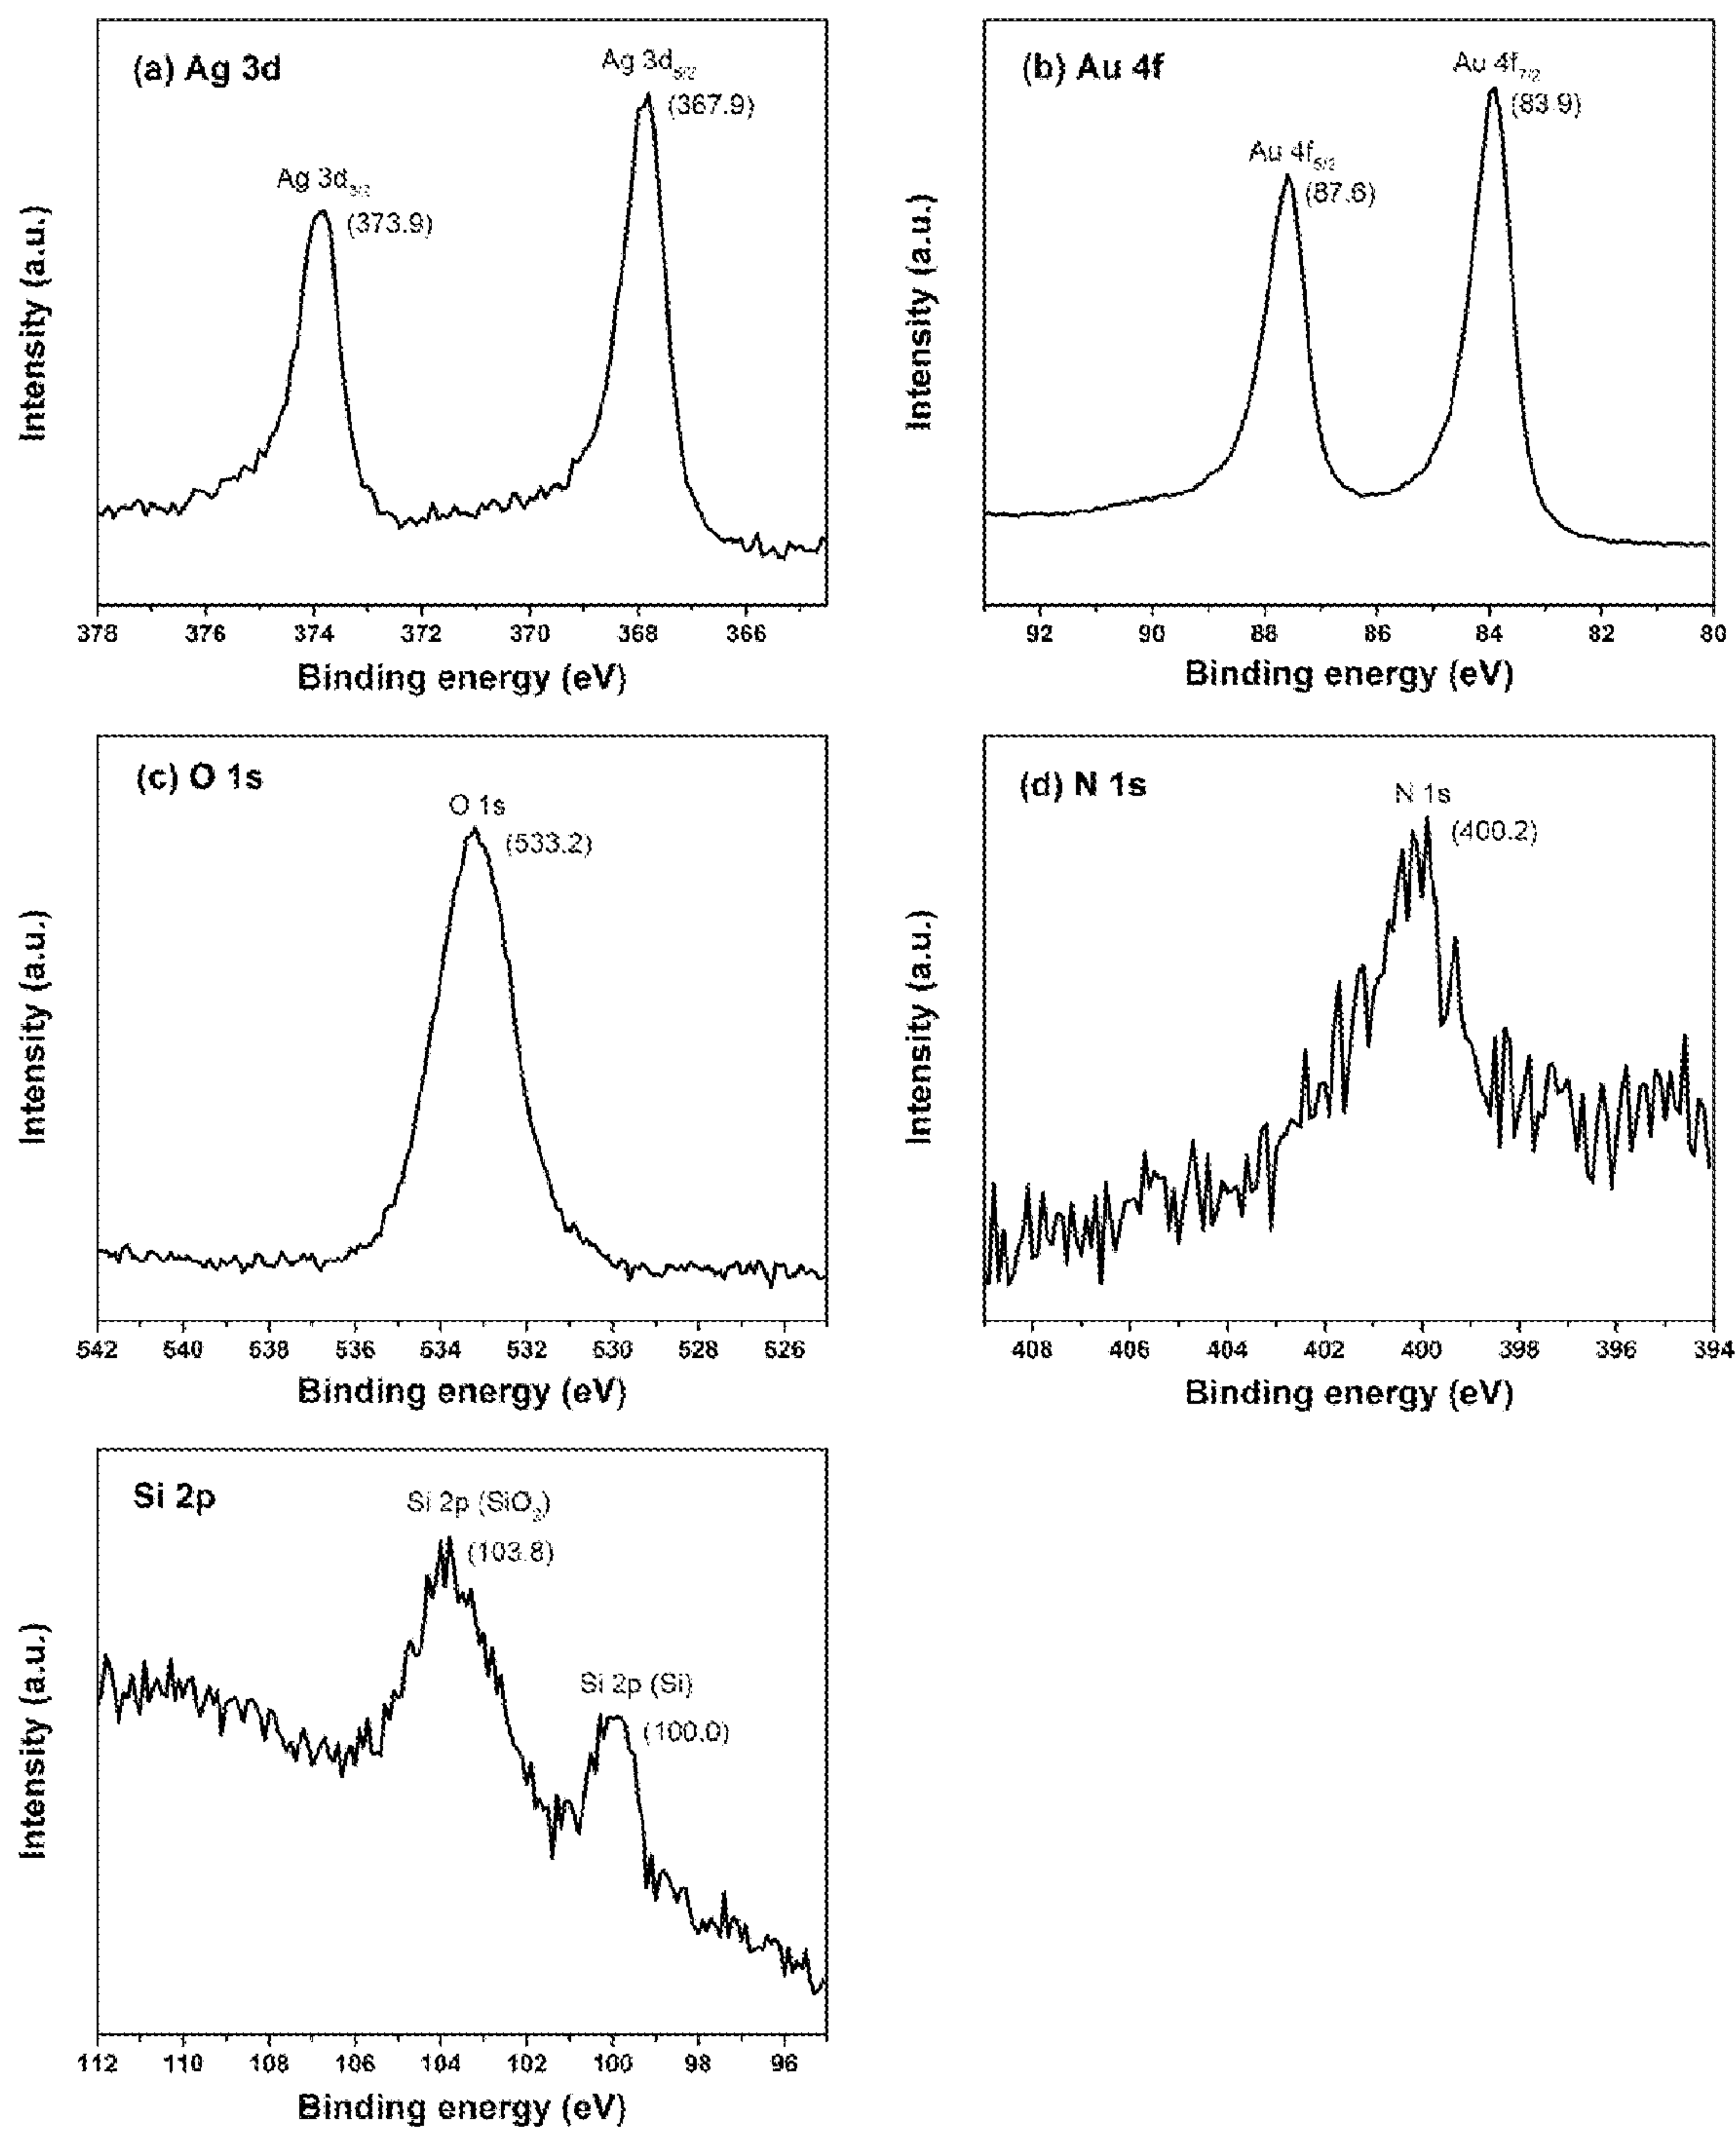 (a) Ag 3d
Ag 3d5/2
(367.9)
Ag 3d3/2
(373.9)
Intensity (a.u.)
378 376 374 372 370 368 366
Binding energy (eV)
(b) Au 4f
Au 4f7/2
(83.9)
Au 4f5/2
(87.6)
Intensity (a.u.)
92 90 88 86 84 82 80
Binding energy (eV)
(c) O 1s
O 1s
(533.2)
Intensity (a.u.)
542 540 538 536 534 532 530 528 526
Binding energy (eV)
(d) N 1s
N 1s
(400.2)
Intensity (a.u.)
408 406 404 402 400 398 396 394
Binding energy (eV)
Si 2p
Si 2p (SiO2)
(103.8)
Si 2p (Si)
(100.0)
Intensity (a.u.)
112 110 108 106 104 102 100 98 96
Binding energy (eV)